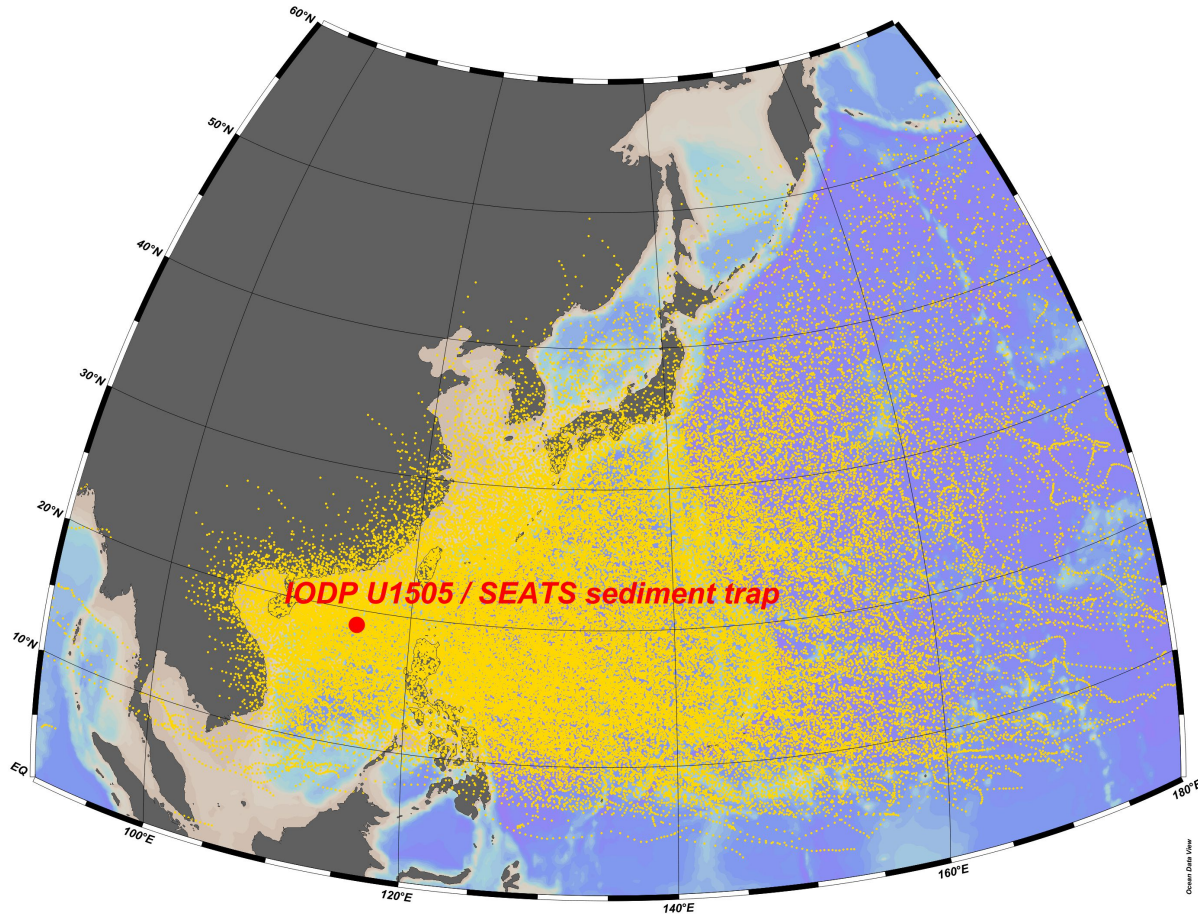 60°N
50°N
40°N
30°N
20°N
IODP U1505 / SEATS sediment trap
10°N
EQ
180°E
100°E
160°E
120°E
140°E
Ocean Data View